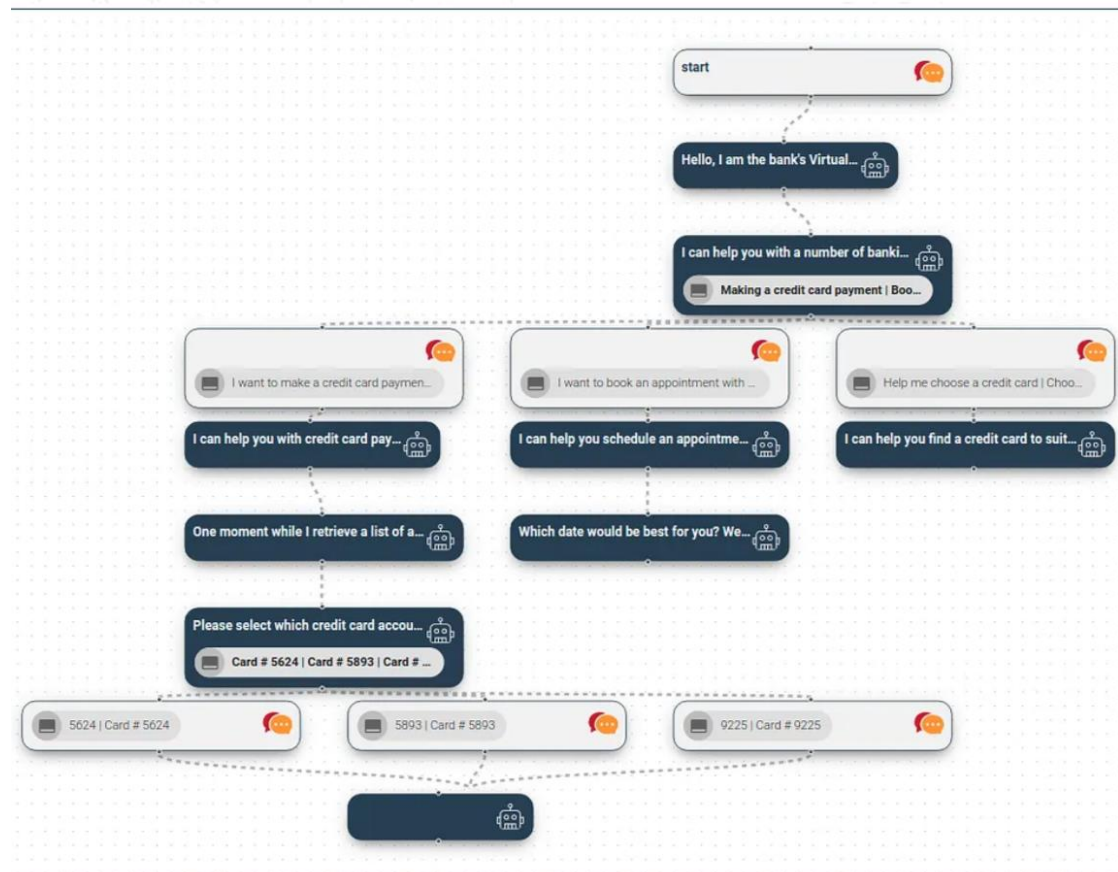 start
Hello, I am the bank's Virtual...
I can help you with a number of banki...
Making a credit card payment | Boo...
I want to make a credit card paymen...
I want to book an appointment with ...
Help me choose a credit card | Choo...
I can help you with credit card pay...
I can help you schedule an appointme...
I can help you find a credit card to suit...
One moment while I retrieve a list of a...
Which date would be best for you? We...
Please select which credit card accou...
Card # 5624 | Card # 5893 | Card # ...
5624 | Card # 5624
5893 | Card # 5893
9225 | Card # 9225